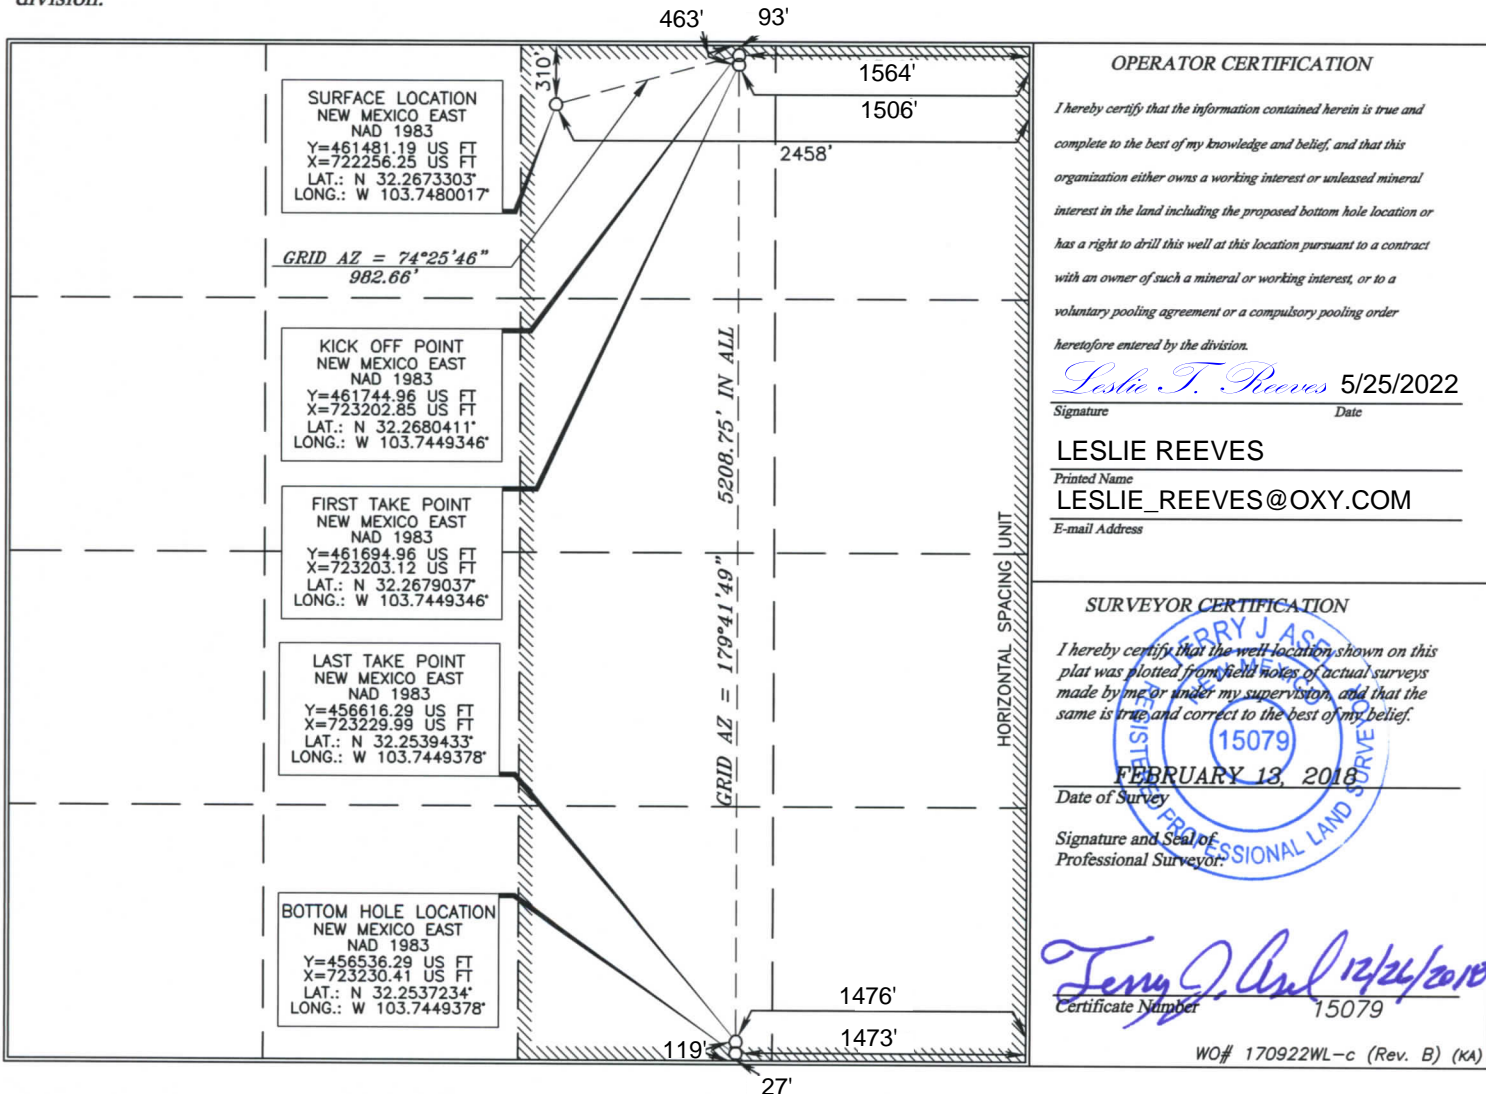 division.
463'
93'
310'
1564'
1506'
2458'
SURFACE LOCATION
NEW MEXICO EAST
NAD 1983
Y=461481.19 US FT
X=722256.25 US FT
LAT.: N 32.2673303°
LONG.: W 103.7480017°
GRID AZ = 74°25'46"
982.66'
KICK OFF POINT
NEW MEXICO EAST
NAD 1983
Y=461744.96 US FT
X=723202.85 US FT
LAT.: N 32.2680411°
LONG.: W 103.7449346°
FIRST TAKE POINT
NEW MEXICO EAST
NAD 1983
Y=461694.96 US FT
X=723203.12 US FT
LAT.: N 32.2679037°
LONG.: W 103.7449346°
LAST TAKE POINT
NEW MEXICO EAST
NAD 1983
Y=456616.29 US FT
X=723229.99 US FT
LAT.: N 32.2539433°
LONG.: W 103.7449378°
BOTTOM HOLE LOCATION
NEW MEXICO EAST
NAD 1983
Y=456536.29 US FT
X=723230.41 US FT
LAT.: N 32.2537234°
LONG.: W 103.7449378°
GRID AZ = 179°41'49" 5208.75' IN ALL
HORIZONTAL SPACING UNIT
1476'
1473'
119'
27'
OPERATOR CERTIFICATION
I hereby certify that the information contained herein is true and
complete to the best of my knowledge and belief, and that this
organization either owns a working interest or unleased mineral
interest in the land including the proposed bottom hole location or
has a right to drill this well at this location pursuant to a contract
with an owner of such a mineral or working interest, or to a
voluntary pooling agreement or a compulsory pooling order
heretofore entered by the division.
Leslie T. Reeves 5/25/2022
Signature Date
LESLIE REEVES
Printed Name
LESLIE_REEVES@OXY.COM
E-mail Address
SURVEYOR CERTIFICATION
I hereby certify that the well location shown on this
plat was plotted from field notes of actual surveys
made by me or under my supervision, and that the
same is true and correct to the best of my belief.
TERRY J ASEL
NEW MEXICO
15079
REGISTERED PROFESSIONAL LAND SURVEYOR
FEBRUARY 13, 2018
Date of Survey
Signature and Seal of
Professional Surveyor:
Terry J. Asel 12/26/2018
Certificate Number 15079
WO# 170922WL-c (Rev. B) (KA)